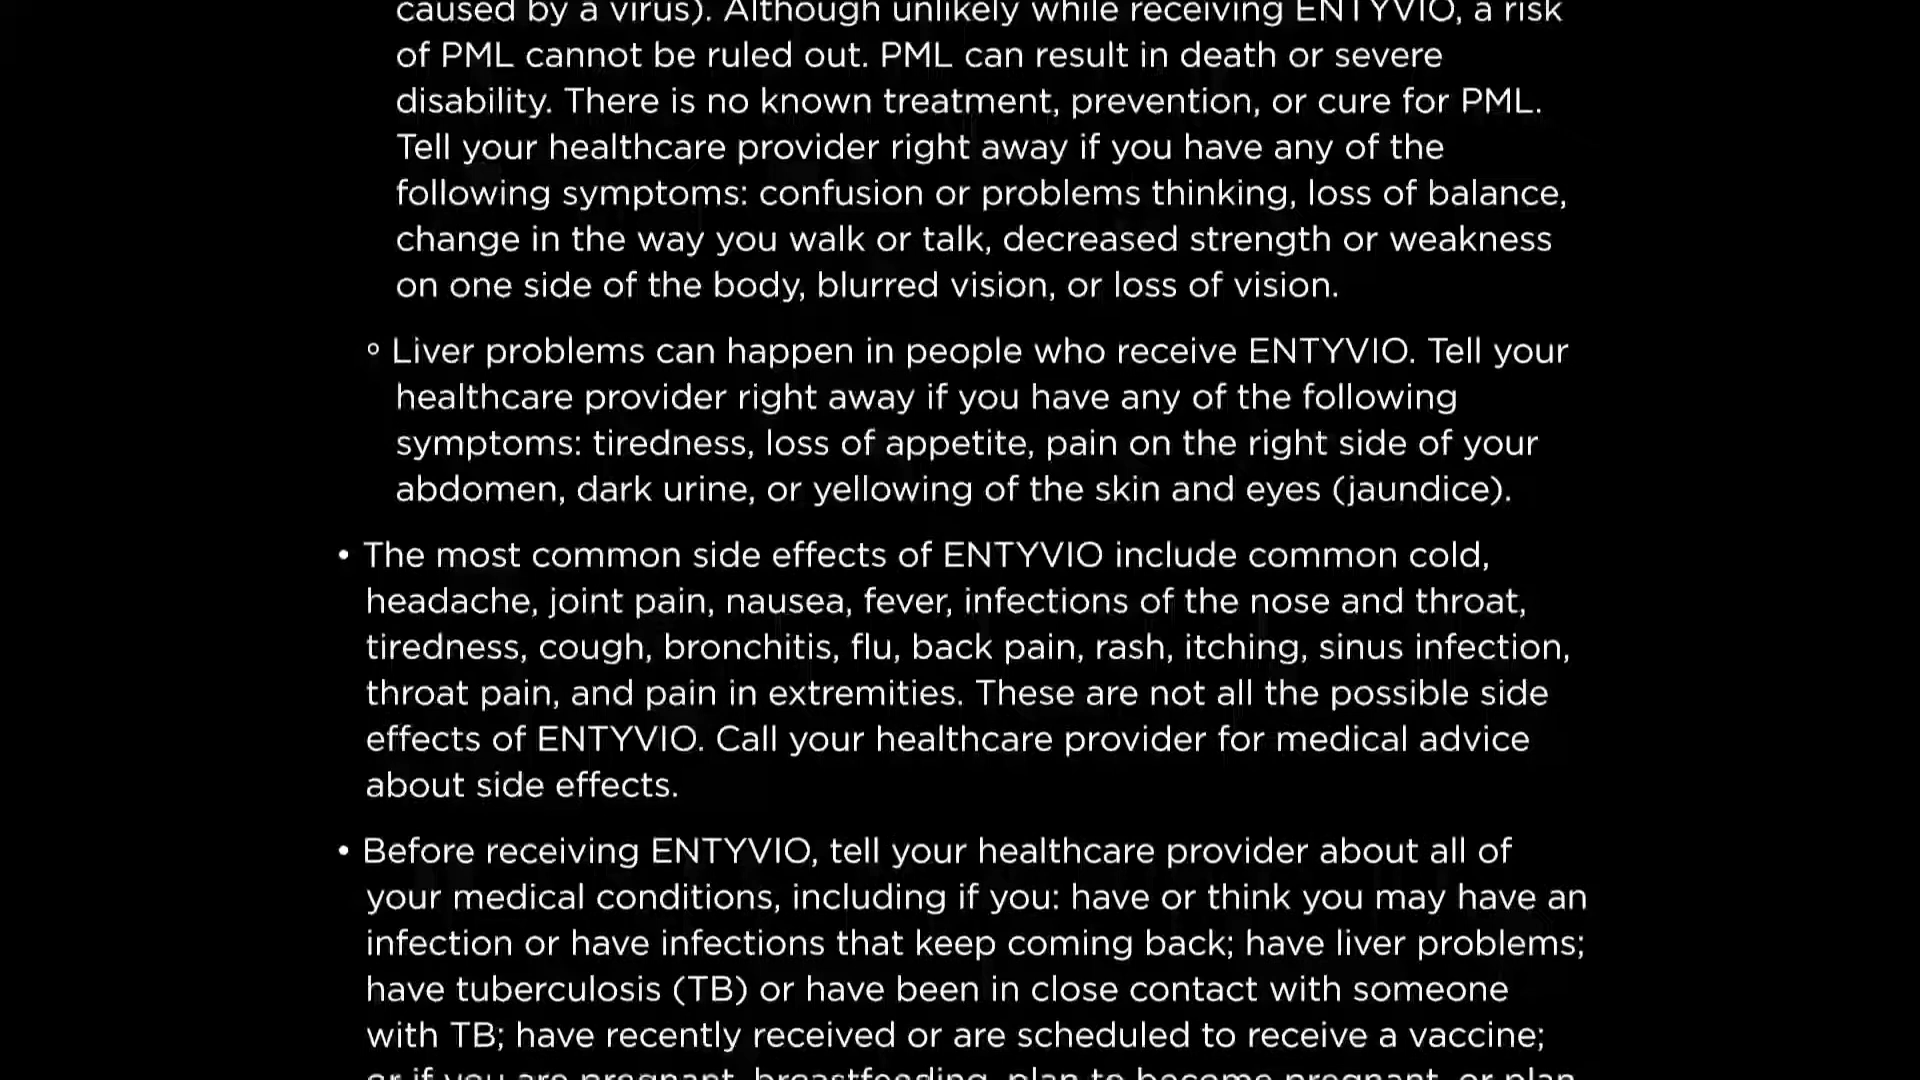 caused by a virus). Although unlikely while receiving ENTYVIO, a risk
of PML cannot be ruled out. PML can result in death or severe
disability. There is no known treatment, prevention, or cure for PML.
Tell your healthcare provider right away if you have any of the
following symptoms: confusion or problems thinking, loss of balance,
change in the way you walk or talk, decreased strength or weakness
on one side of the body, blurred vision, or loss of vision.
◦ Liver problems can happen in people who receive ENTYVIO. Tell your
healthcare provider right away if you have any of the following
symptoms: tiredness, loss of appetite, pain on the right side of your
abdomen, dark urine, or yellowing of the skin and eyes (jaundice).
• The most common side effects of ENTYVIO include common cold,
headache, joint pain, nausea, fever, infections of the nose and throat,
tiredness, cough, bronchitis, flu, back pain, rash, itching, sinus infection,
throat pain, and pain in extremities. These are not all the possible side
effects of ENTYVIO. Call your healthcare provider for medical advice
about side effects.
• Before receiving ENTYVIO, tell your healthcare provider about all of
your medical conditions, including if you: have or think you may have an
infection or have infections that keep coming back; have liver problems;
have tuberculosis (TB) or have been in close contact with someone
with TB; have recently received or are scheduled to receive a vaccine;
or if you are pregnant, breastfeeding, plan to become pregnant, or plan